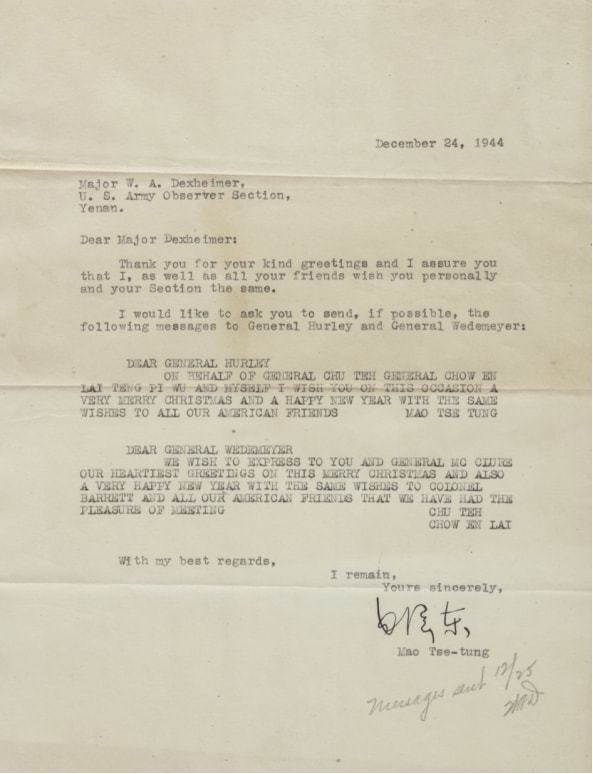 December 24, 1944
Major W. A. Dexheimer,
U. S. Army Observer Section,
Yenan.
Dear Major Dexheimer:
Thank you for your kind greetings and I assure you
that I, as well as all your friends wish you personally
and your Section the same.
I would like to ask you to send, if possible, the
following messages to General Hurley and General Wedemeyer:
DEAR GENERAL HURLEY
ON BEHALF OF GENERAL CHU TEH GENERAL CHOW EN
LAI TENG PI WU AND MYSELF I WISH YOU ON THIS OCCASION A
VERY MERRY CHRISTMAS AND A HAPPY NEW YEAR WITH THE SAME
WISHES TO ALL OUR AMERICAN FRIENDS MAO TSE TUNG
DEAR GENERAL WEDEMEYER
WE WISH TO EXPRESS TO YOU AND GENERAL MC CLURE
OUR HEARTIEST GREETINGS ON THIS MERRY CHRISTMAS AND ALSO
A VERY HAPPY NEW YEAR WITH THE SAME WISHES TO COLONEL
BARRETT AND ALL OUR AMERICAN FRIENDS THAT WE HAVE HAD THE
PLEASURE OF MEETING CHU TEH
CHOW EN LAI
With my best regards,
I remain,
Yours sincerely,
毛泽东
Mao Tse-tung
Messages sent 12/25
WAD